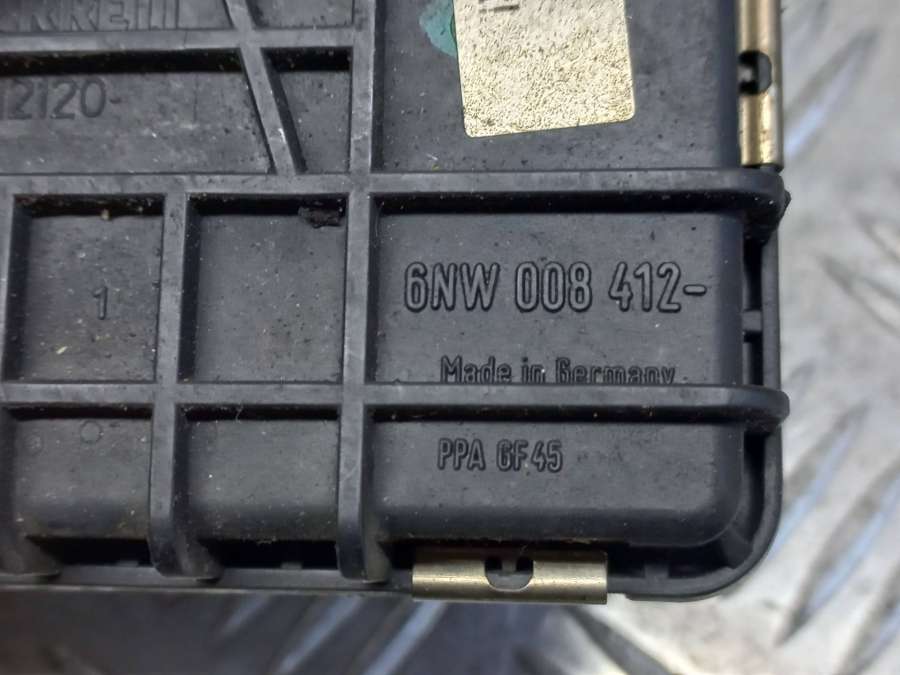 12120-
1
6NW 008 412-
Made in Germany
PPA GF45